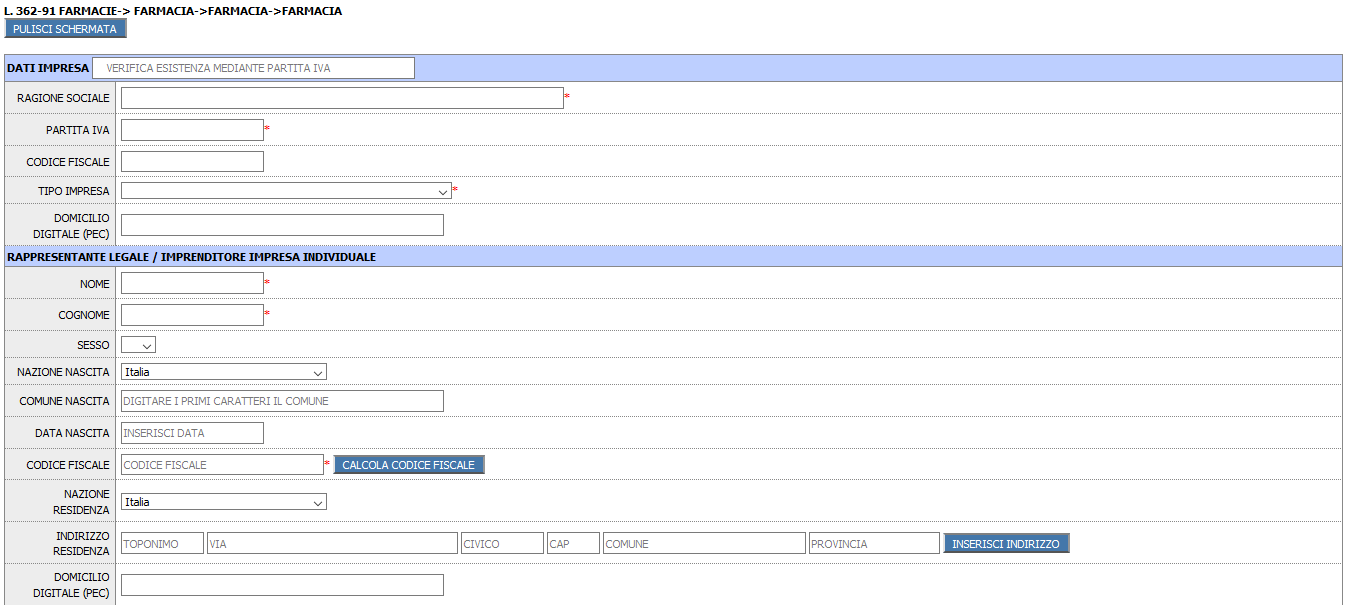 L. 362-91 FARMACIE-> FARMACIA->FARMACIA->FARMACIA
PULISCI SCHERMATA
DATI IMPRESA VERIFICA ESISTENZA MEDIANTE PARTITA IVA
RAGIONE SOCIALE *
PARTITA IVA *
CODICE FISCALE
TIPO IMPRESA *
DOMICILIO
DIGITALE (PEC)
RAPPRESENTANTE LEGALE / IMPRENDITORE IMPRESA INDIVIDUALE
NOME *
COGNOME *
SESSO
NAZIONE NASCITA Italia
COMUNE NASCITA DIGITARE I PRIMI CARATTERI IL COMUNE
DATA NASCITA INSERISCI DATA
CODICE FISCALE CODICE FISCALE * CALCOLA CODICE FISCALE
NAZIONE
RESIDENZA Italia
INDIRIZZO
RESIDENZA TOPONIMO VIA CIVICO CAP COMUNE PROVINCIA INSERISCI INDIRIZZO
DOMICILIO
DIGITALE (PEC)